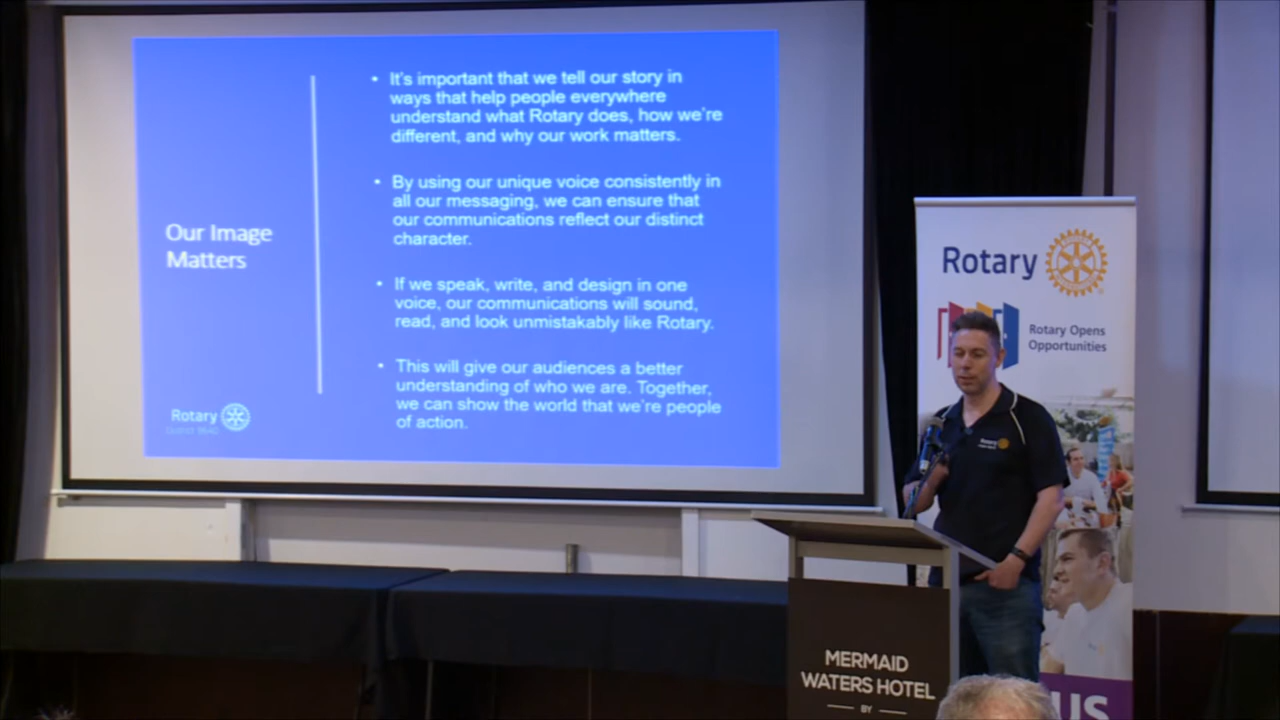 It's important that we tell our story in
ways that help people everywhere
understand what Rotary does, how we're
different, and why our work matters.
By using our unique voice consistently in
all our messaging, we can ensure that
our communications reflect our distinct
character.
Our Image
Matters
If we speak, write, and design in one
voice, our communications will sound,
read, and look unmistakably like Rotary.
This will give our audiences a better
understanding of who we are. Together,
we can show the world that we're people
of action.
Rotary
Rotary
Rotary Opens
Opportunities
Rotary
MERMAID
WATERS HOTEL
BY
US